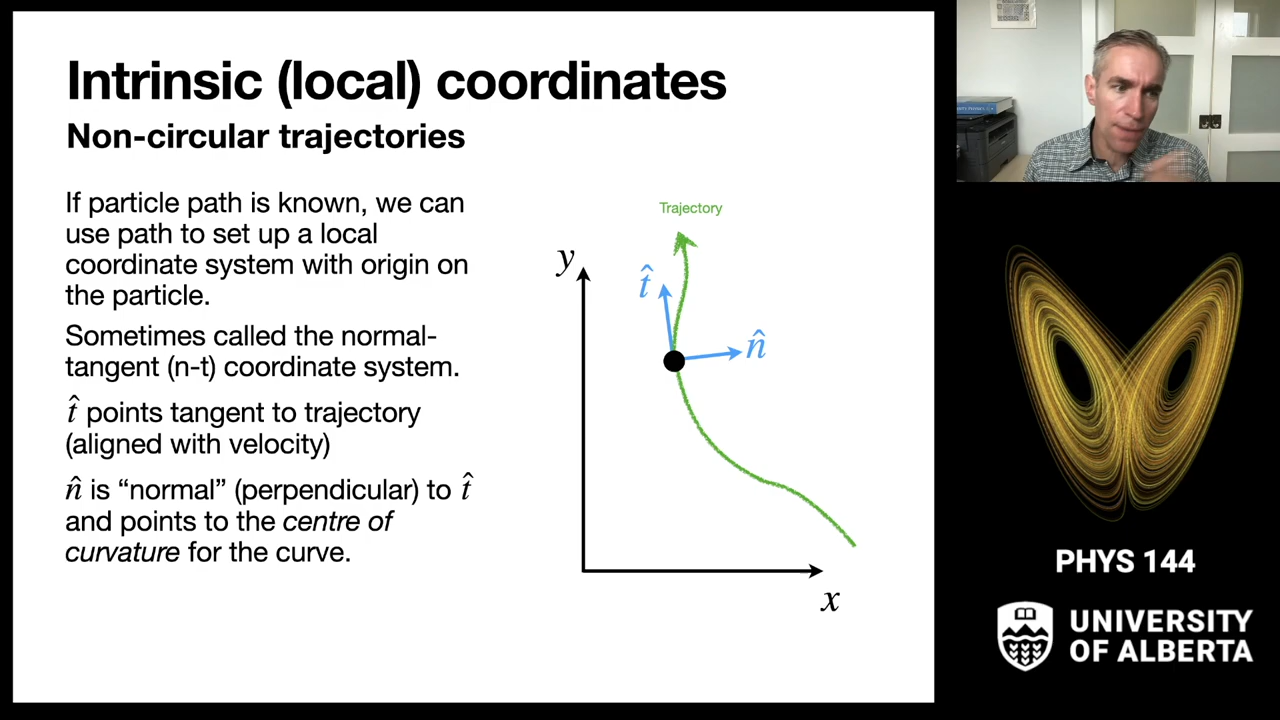 Intrinsic (local) coordinates
Non-circular trajectories
If particle path is known, we can
use path to set up a local
coordinate system with origin on
the particle.
Sometimes called the normal-
tangent (n-t) coordinate system.
t̂ points tangent to trajectory
(aligned with velocity)
n̂ is “normal” (perpendicular) to t̂
and points to the centre of
curvature for the curve.
Trajectory
y
t̂
n̂
x
PHYS 144
UNIVERSITY
OF ALBERTA